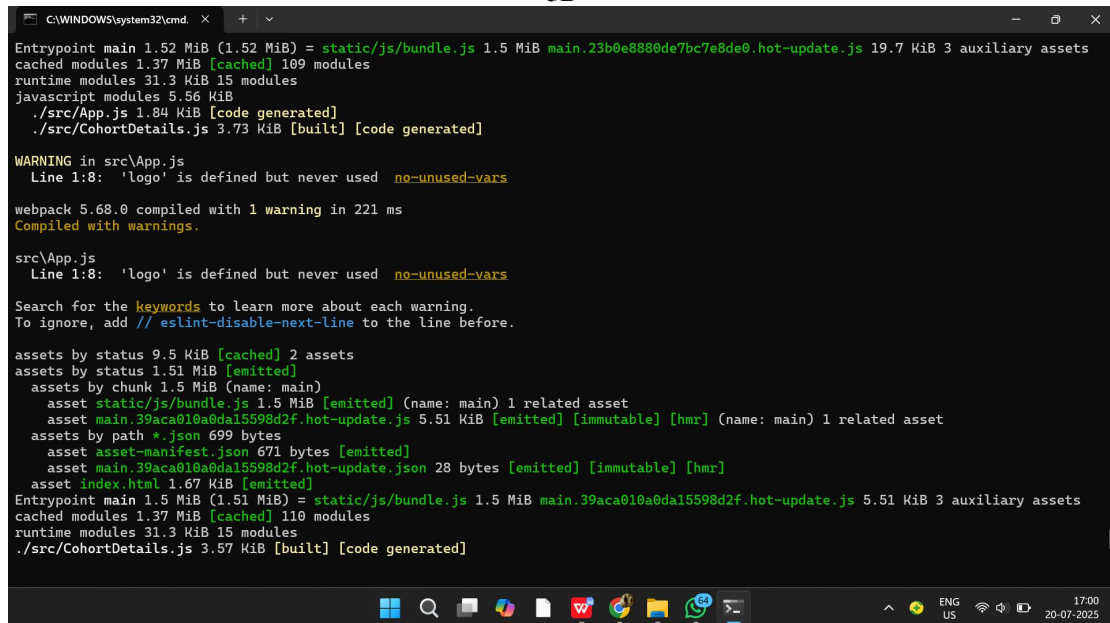 C:\WINDOWS\system32\cmd.
Entrypoint main 1.52 MiB (1.52 MiB) = static/js/bundle.js 1.5 MiB main.23b0e8880de7bc7e8de0.hot-update.js 19.7 KiB 3 auxiliary assets
cached modules 1.37 MiB [cached] 109 modules
runtime modules 31.3 KiB 15 modules
javascript modules 5.56 KiB
  ./src/App.js 1.84 KiB [code generated]
  ./src/CohortDetails.js 3.73 KiB [built] [code generated]
WARNING in src\App.js
  Line 1:8:  'logo' is defined but never used  no-unused-vars
webpack 5.68.0 compiled with 1 warning in 221 ms
Compiled with warnings.
src\App.js
  Line 1:8:  'logo' is defined but never used  no-unused-vars
Search for the keywords to learn more about each warning.
To ignore, add // eslint-disable-next-line to the line before.
assets by status 9.5 KiB [cached] 2 assets
assets by status 1.51 MiB [emitted]
  assets by chunk 1.5 MiB (name: main)
    asset static/js/bundle.js 1.5 MiB [emitted] (name: main) 1 related asset
    asset main.39aca010a0da15598d2f.hot-update.js 5.51 KiB [emitted] [immutable] [hmr] (name: main) 1 related asset
  assets by path *.json 699 bytes
    asset asset-manifest.json 671 bytes [emitted]
    asset main.39aca010a0da15598d2f.hot-update.json 28 bytes [emitted] [immutable] [hmr]
  asset index.html 1.67 KiB [emitted]
Entrypoint main 1.5 MiB (1.51 MiB) = static/js/bundle.js 1.5 MiB main.39aca010a0da15598d2f.hot-update.js 5.51 KiB 3 auxiliary assets
cached modules 1.37 MiB [cached] 110 modules
runtime modules 31.3 KiB 15 modules
./src/CohortDetails.js 3.57 KiB [built] [code generated]
64
ENG
US
17:00
20-07-2025